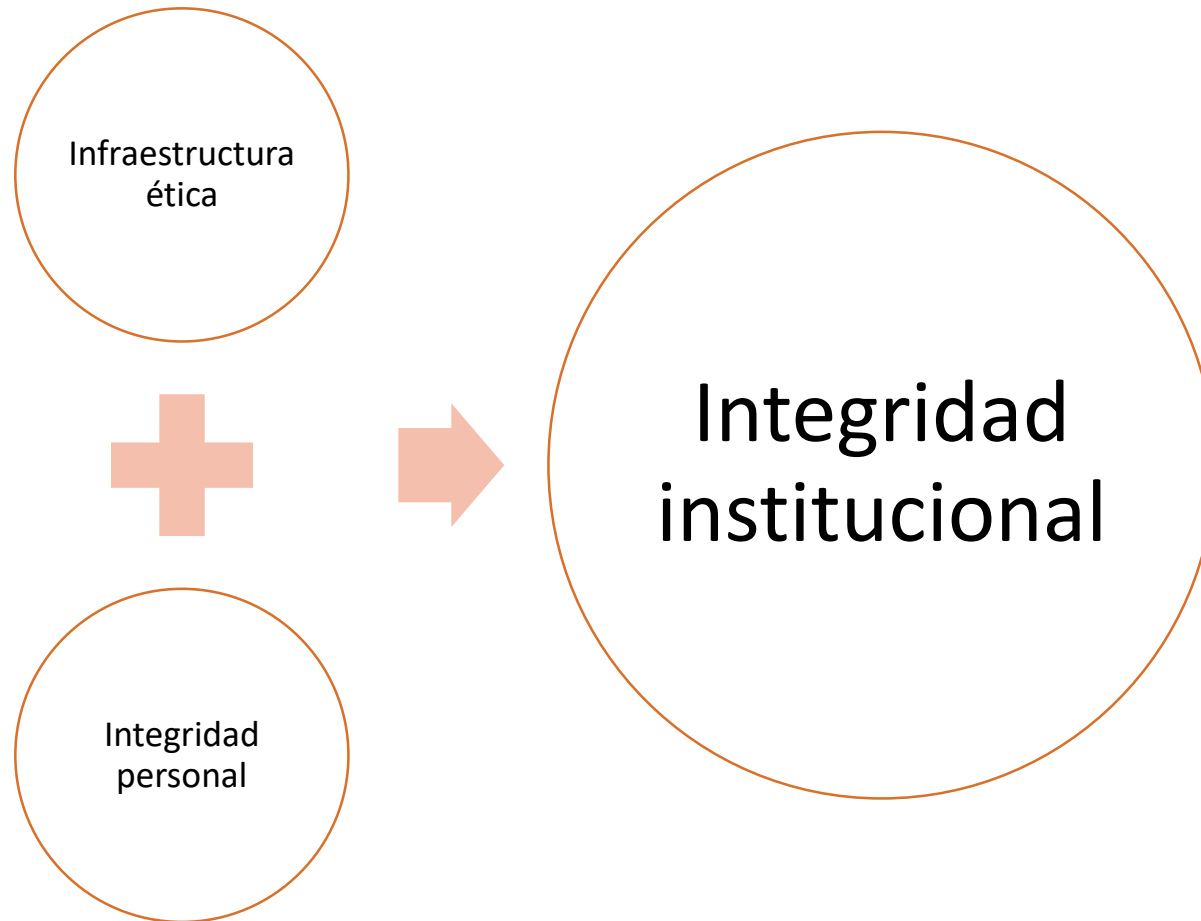 Infraestructura
ética
Integridad
personal
Integridad
institucional